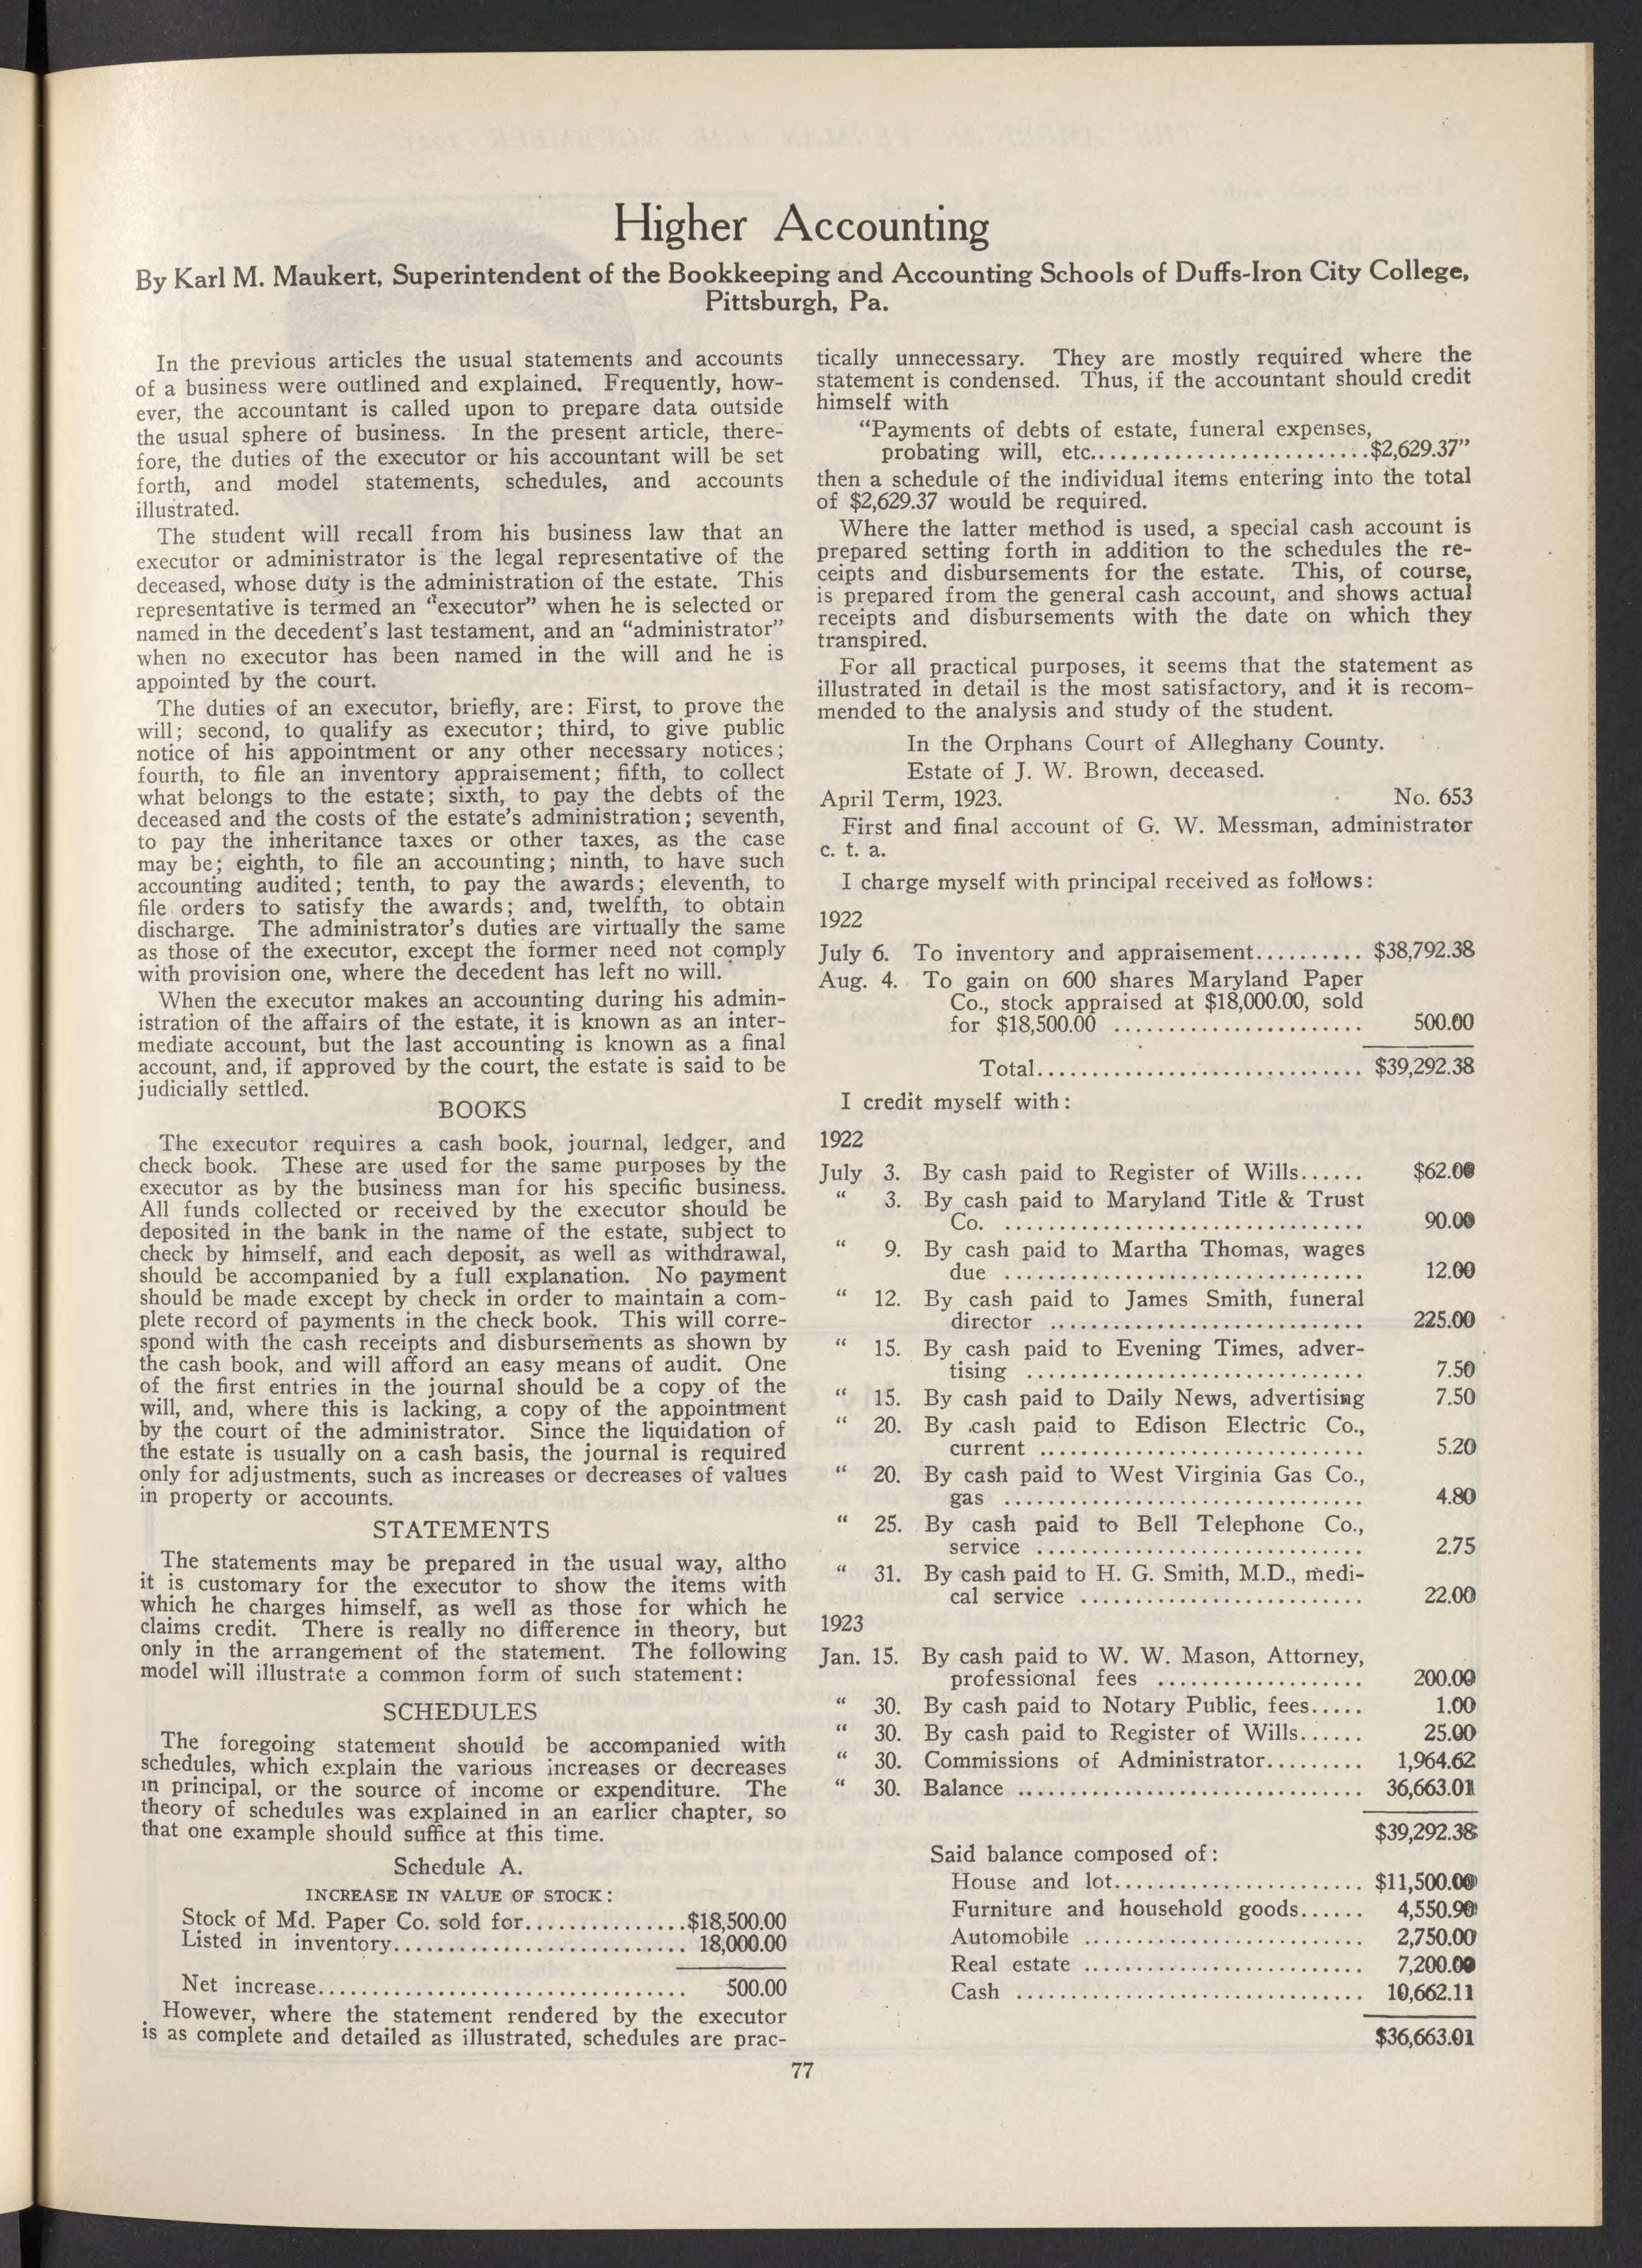 Higher Accounting
By Karl M. Maukert, Superintendent of the Bookkeeping and Accounting Schools of Duffs-Iron City College,
Pittsburgh, Pa.
In the previous articles the usual statements and accounts
of a business were outlined and explained. Frequently, how-
ever, the accountant is called upon to prepare data outside
the usual sphere of business. In the present article, there-
fore, the duties of the executor or his accountant will be set
forth, and model statements, schedules, and accounts
illustrated.
The student will recall from his business law that an
executor or administrator is the legal representative of the
deceased, whose duty is the administration of the estate. This
representative is termed an "executor" when he is selected or
named in the decedent's last testament, and an "administrator"
when no executor has been named in the will and he is
appointed by the court.
The duties of an executor, briefly, are: First, to prove the
will; second, to qualify as executor; third, to give public
notice of his appointment or any other necessary notices;
fourth, to file an inventory appraisement; fifth, to collect
what belongs to the estate; sixth, to pay the debts of the
deceased and the costs of the estate's administration; seventh,
to pay the inheritance taxes or other taxes, as the case
may be; eighth, to file an accounting; ninth, to have such
accounting audited; tenth, to pay the awards; eleventh, to
file orders to satisfy the awards; and, twelfth, to obtain
discharge. The administrator's duties are virtually the same
as those of the executor, except the former need not comply
with provision one, where the decedent has left no will.
When the executor makes an accounting during his admin-
istration of the affairs of the estate, it is known as an inter-
mediate account, but the last accounting is known as a final
account, and, if approved by the court, the estate is said to be
judicially settled.
BOOKS
The executor requires a cash book, journal, ledger, and
check book. These are used for the same purposes by the
executor as by the business man for his specific business.
All funds collected or received by the executor should be
deposited in the bank in the name of the estate, subject to
check by himself, and each deposit, as well as withdrawal,
should be accompanied by a full explanation. No payment
should be made except by check in order to maintain a com-
plete record of payments in the check book. This will corre-
spond with the cash receipts and disbursements as shown by
the cash book, and will afford an easy means of audit. One
of the first entries in the journal should be a copy of the
will, and, where this is lacking, a copy of the appointment
by the court of the administrator. Since the liquidation of
the estate is usually on a cash basis, the journal is required
only for adjustments, such as increases or decreases of values
in property or accounts.
STATEMENTS
The statements may be prepared in the usual way, altho
it is customary for the executor to show the items with
which he charges himself, as well as those for which he
claims credit. There is really no difference in theory, but
only in the arrangement of the statement. The following
model will illustrate a common form of such statement:
SCHEDULES
The foregoing statement should be accompanied with
schedules, which explain the various increases or decreases
in principal, or the source of income or expenditure. The
theory of schedules was explained in an earlier chapter, so
that one example should suffice at this time.
Schedule A.
INCREASE IN VALUE OF STOCK:
Stock of Md. Paper Co. sold for...............$18,500.00
Listed in inventory........................... 18,000.00
Net increase.................................. 500.00
However, where the statement rendered by the executor
is as complete and detailed as illustrated, schedules are prac-
tically unnecessary. They are mostly required where the
statement is condensed. Thus, if the accountant should credit
himself with
"Payments of debts of estate, funeral expenses,
probating will, etc..........................$2,629.37"
then a schedule of the individual items entering into the total
of $2,629.37 would be required.
Where the latter method is used, a special cash account is
prepared setting forth in addition to the schedules the re-
ceipts and disbursements for the estate. This, of course,
is prepared from the general cash account, and shows actual
receipts and disbursements with the date on which they
transpired.
For all practical purposes, it seems that the statement as
illustrated in detail is the most satisfactory, and it is recom-
mended to the analysis and study of the student.
In the Orphans Court of Alleghany County.
Estate of J. W. Brown, deceased.
April Term, 1923. No. 653
First and final account of G. W. Messman, administrator
c. t. a.
I charge myself with principal received as follows:
1922
July 6. To inventory and appraisement.......... $38,792.38
Aug. 4. To gain on 600 shares Maryland Paper
Co., stock appraised at $18,000.00, sold
for $18,500.00 ....................... 500.00
Total.............................. $39,292.38
I credit myself with:
1922
July 3. By cash paid to Register of Wills...... $62.00
" 3. By cash paid to Maryland Title & Trust
Co. ................................. 90.00
" 9. By cash paid to Martha Thomas, wages
due ................................. 12.00
" 12. By cash paid to James Smith, funeral
director ............................. 225.00
" 15. By cash paid to Evening Times, adver-
tising ............................... 7.50
" 15. By cash paid to Daily News, advertising 7.50
" 20. By cash paid to Edison Electric Co.,
current .............................. 5.20
" 20. By cash paid to West Virginia Gas Co.,
gas ................................. 4.80
" 25. By cash paid to Bell Telephone Co.,
service .............................. 2.75
" 31. By cash paid to H. G. Smith, M.D., medi-
cal service .......................... 22.00
1923
Jan. 15. By cash paid to W. W. Mason, Attorney,
professional fees ................... 200.00
" 30. By cash paid to Notary Public, fees..... 1.00
" 30. By cash paid to Register of Wills...... 25.00
" 30. Commissions of Administrator......... 1,964.62
" 30. Balance ................................ 36,663.01
$39,292.38
Said balance composed of:
House and lot....................... $11,500.00
Furniture and household goods...... 4,550.90
Automobile .......................... 2,750.00
Real estate .......................... 7,200.00
Cash ................................ 10,662.11
$36,663.01
77